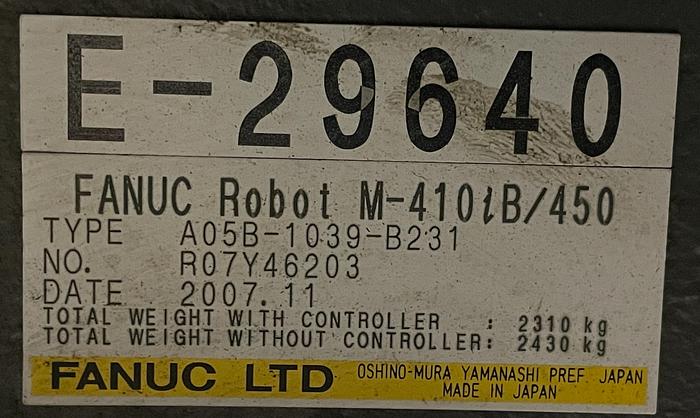 E-29640
FANUC Robot M-410iB/450
TYPE A05B-1039-B231
NO. R07Y46203
DATE 2007.11
TOTAL WEIGHT WITH CONTROLLER : 2310 kg
TOTAL WEIGHT WITHOUT CONTROLLER: 2430 kg
FANUC LTD OSHINO-MURA YAMANASHI PREF. JAPAN
MADE IN JAPAN